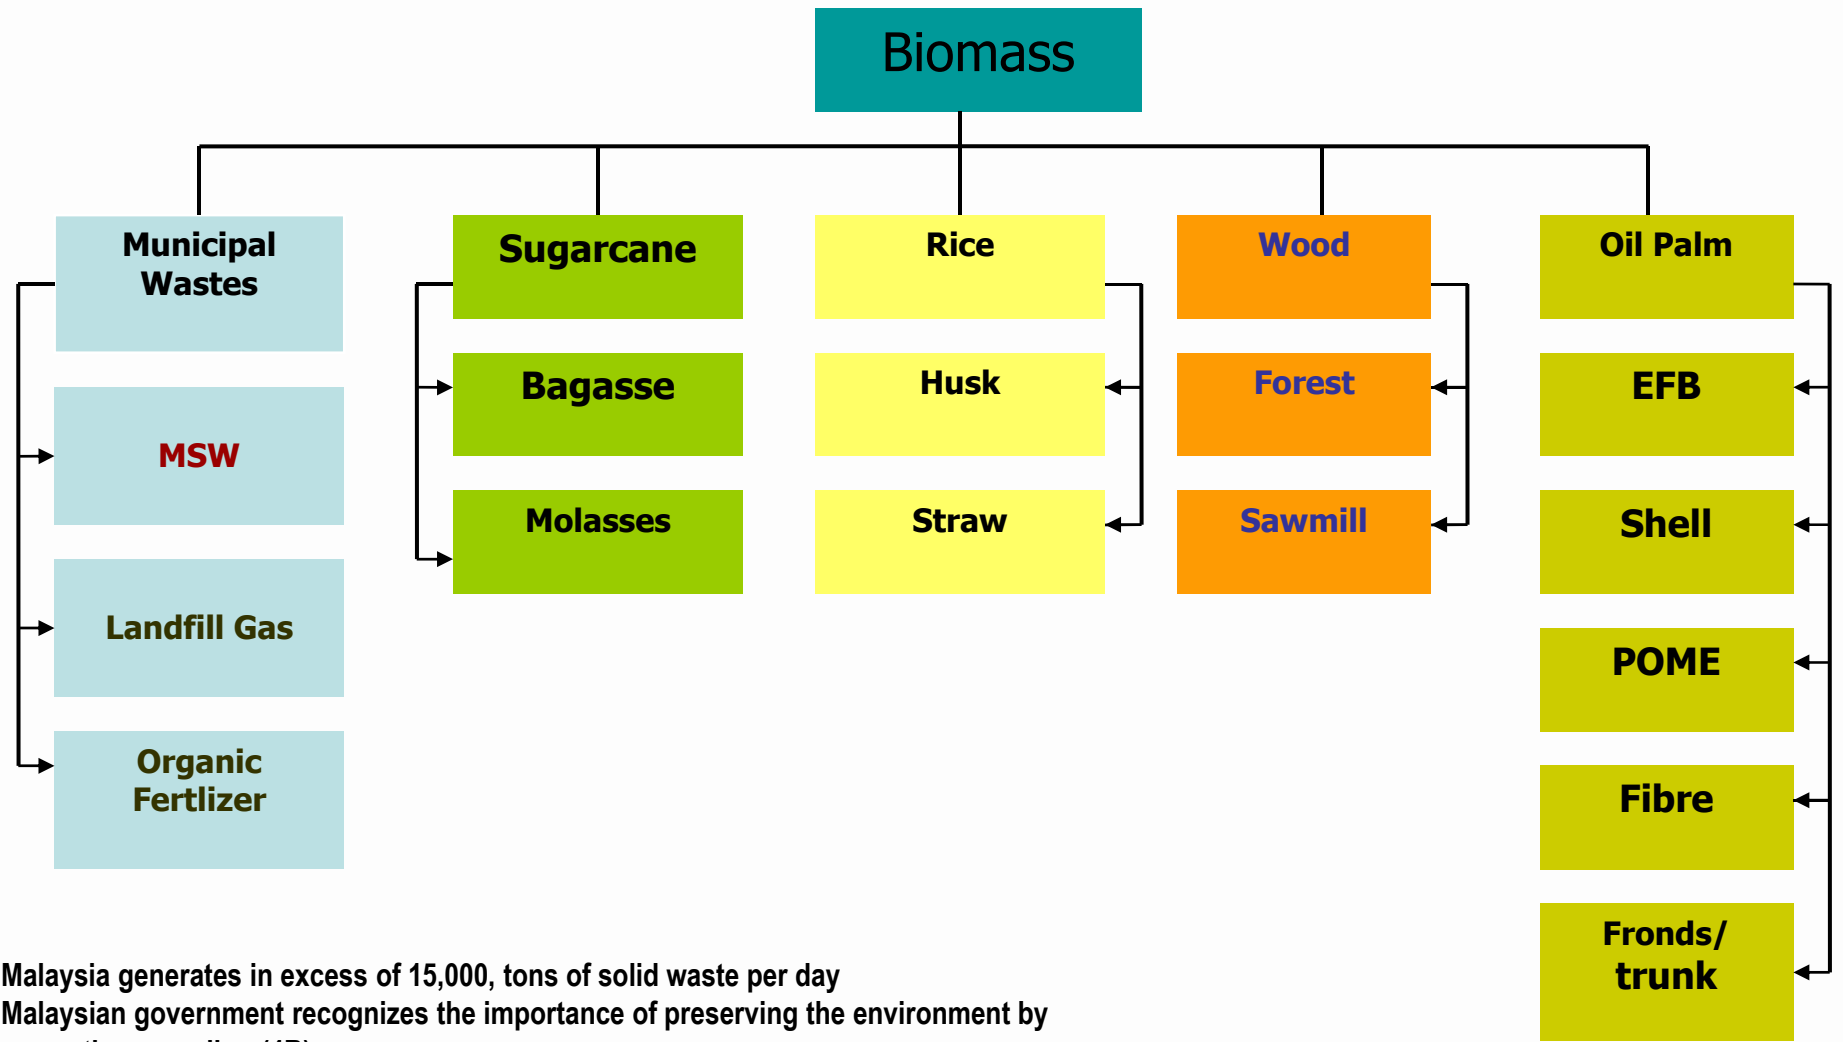 Biomass
Municipal
Wastes
MSW
Landfill Gas
Organic
Fertlizer
Sugarcane
Bagasse
Molasses
Rice
Husk
Straw
Wood
Forest
Sawmill
Oil Palm
EFB
Shell
POME
Fibre
Fronds/
trunk
Malaysia generates in excess of 15,000, tons of solid waste per day
Malaysian government recognizes the importance of preserving the environment by